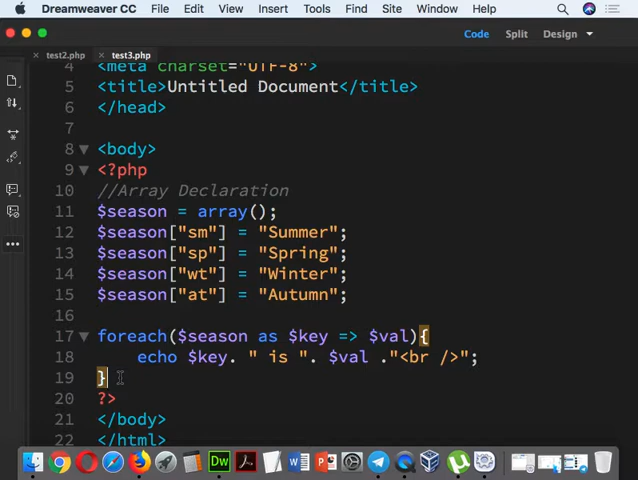 Dreamweaver CC File Edit View Insert Tools Find Site Window Help
Code Split Design
test2.php test3.php
4 <meta charset="UTF-8">
5 <title>Untitled Document</title>
6 </head>
7
8 <body>
9 <?php
10 //Array Declaration
11 $season = array();
12 $season["sm"] = "Summer";
13 $season["sp"] = "Spring";
14 $season["wt"] = "Winter";
15 $season["at"] = "Autumn";
16
17 foreach($season as $key => $val){
18 echo $key. " is ". $val ."<br />";
19 }
20 ?>
21 </body>
22 </html>
Dw W